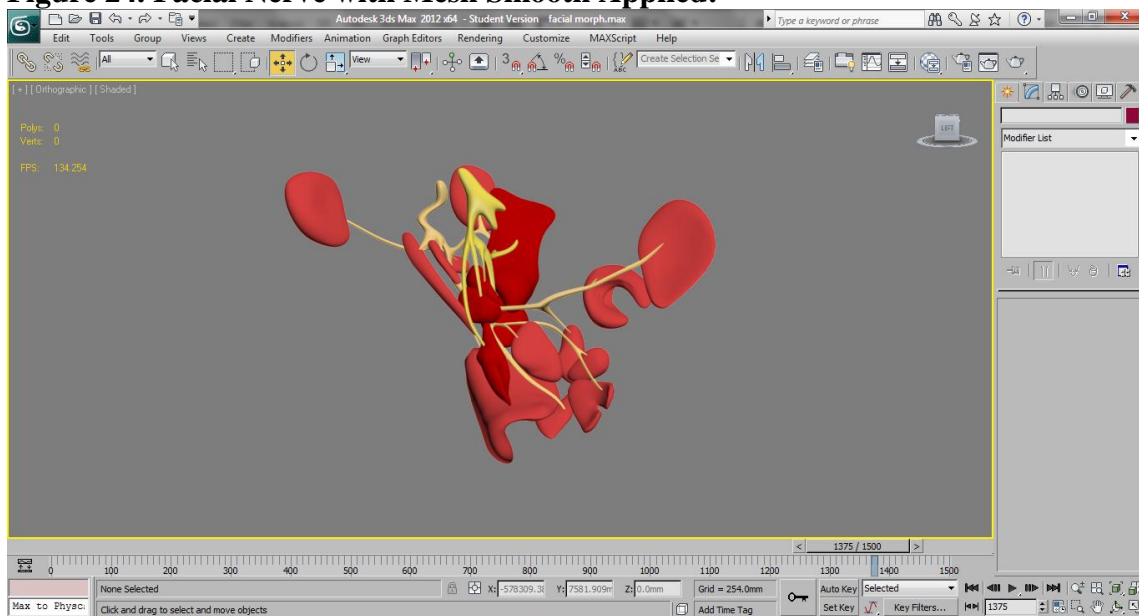 Figure 24. Facial Nerve with Mesh Smooth Applied.
Autodesk 3ds Max 2012 x64 - Student Version facial morph.max
Type a keyword or phrase
Edit Tools Group Views Create Modifiers Animation Graph Editors Rendering Customize MAXScript Help
All View 3 Create Selection Se
[ + ] [ Orthographic ] [ Shaded ]
Polys: 0
Verts: 0
FPS: 134.254
LEFT
Modifier List
1375 / 1500
0 100 200 300 400 500 600 700 800 900 1000 1100 1200 1300 1400 1500
None Selected X: -578309.38 Y: 7581.909m Z: 0.0mm Grid = 254.0mm Auto Key Selected
Max to Physc: Click and drag to select and move objects Add Time Tag Set Key Key Filters... 1375